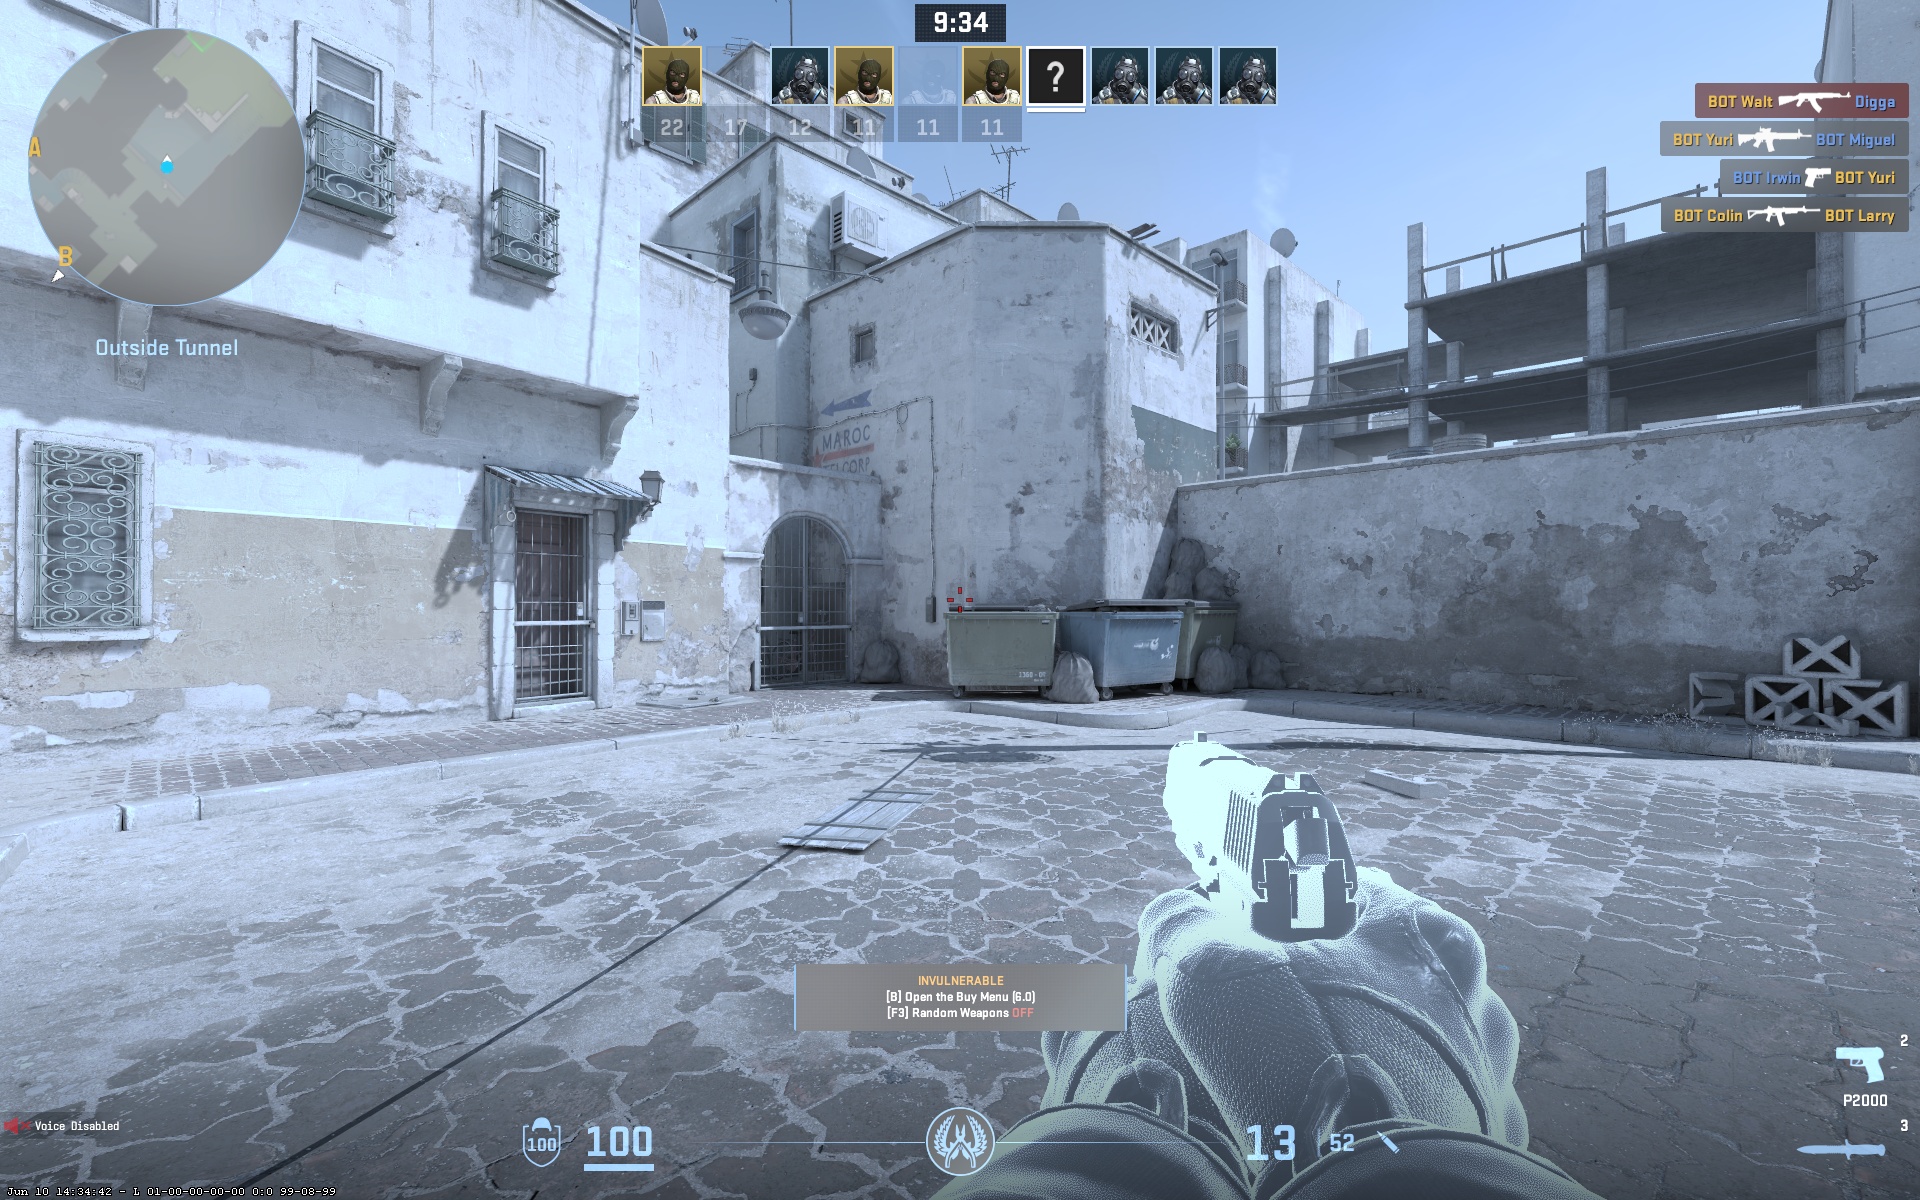 9:34
?
22 17 12 11 11 11
BOT Walt Digga
BOT Yuri BOT Miguel
BOT Irwin BOT Yuri
BOT Colin BOT Larry
A
B
Outside Tunnel
MAROC
INVULNERABLE
[B] Open the Buy Menu (6.0)
[F3] Random Weapons OFF
2
P2000
3
Voice Disabled
100 100
13 52
Jun 10 14:34:42 - L 01-00-00-00-00 0:0 99-08-99